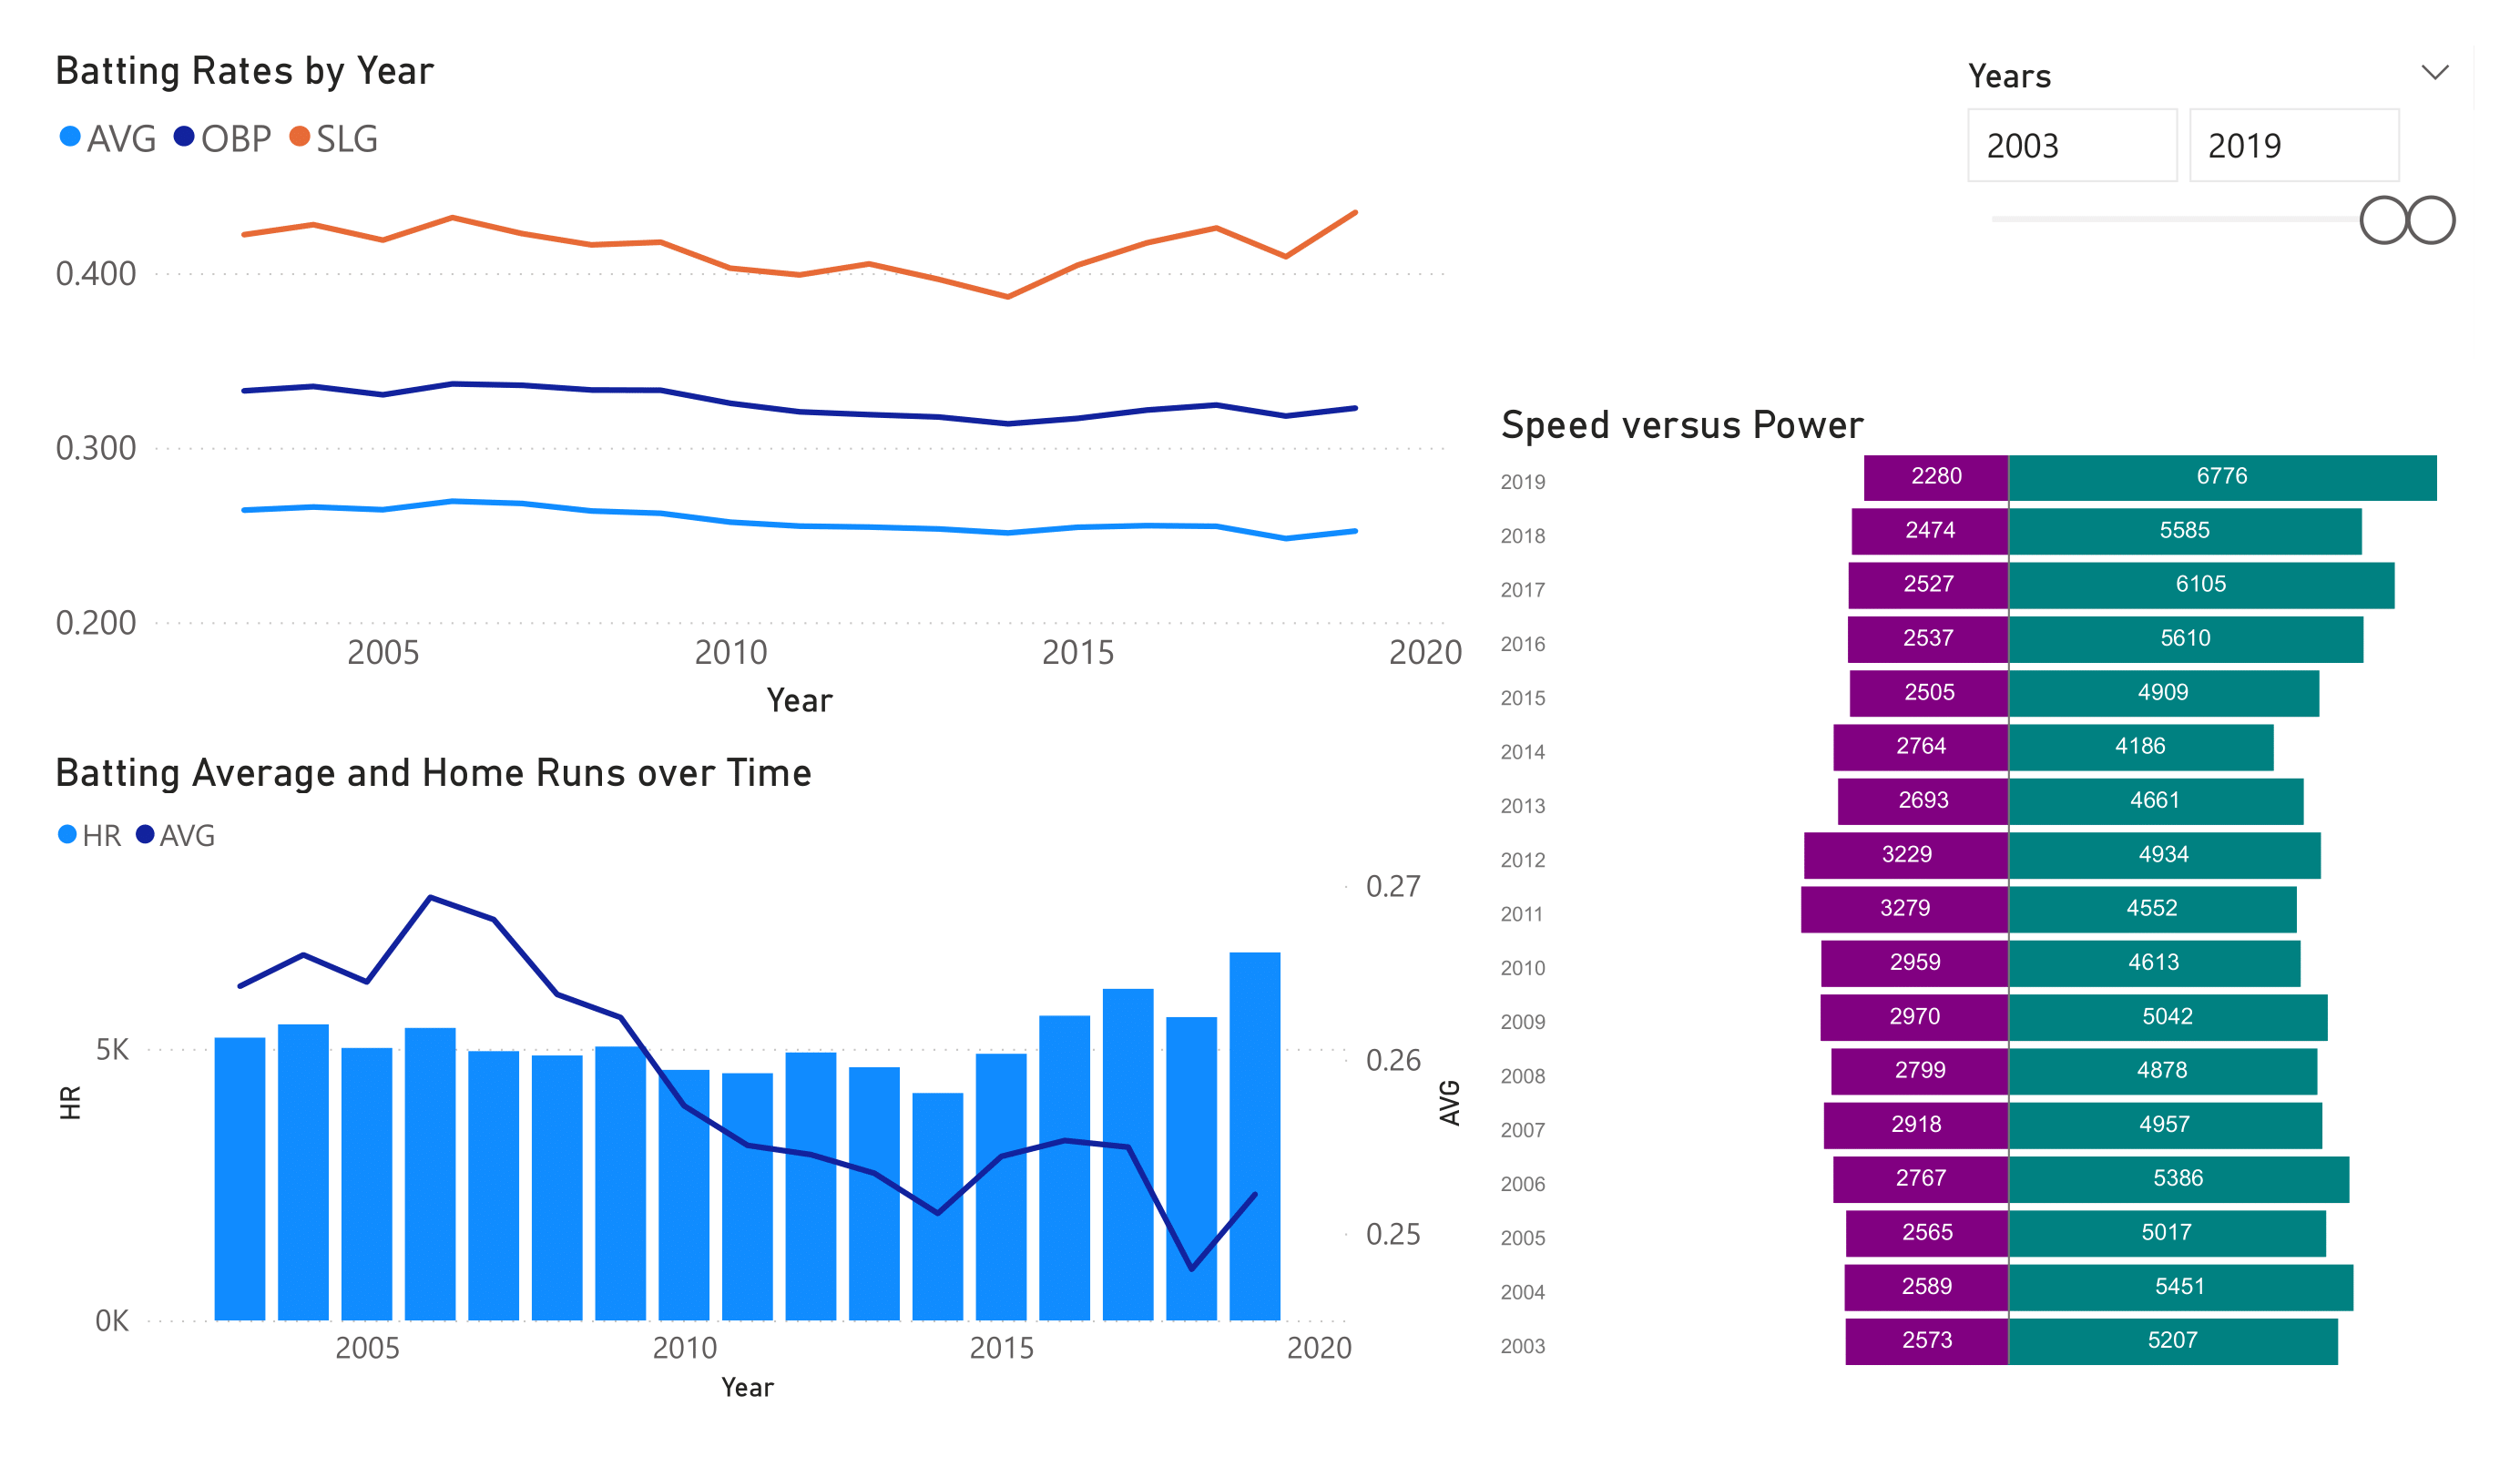 Batting Rates by Year
AVG OBP SLG
0.400
0.300
0.200
2005 2010 2015 2020
Year
Batting Average and Home Runs over Time
HR AVG
0.27
5K
0.26
HR
AVG
0.25
0K
2005 2010 2015 2020
Year
Years
2003 2019
Speed versus Power
2019 2280 6776
2018 2474 5585
2017 2527 6105
2016 2537 5610
2015 2505 4909
2014 2764 4186
2013 2693 4661
2012 3229 4934
2011 3279 4552
2010 2959 4613
2009 2970 5042
2008 2799 4878
2007 2918 4957
2006 2767 5386
2005 2565 5017
2004 2589 5451
2003 2573 5207